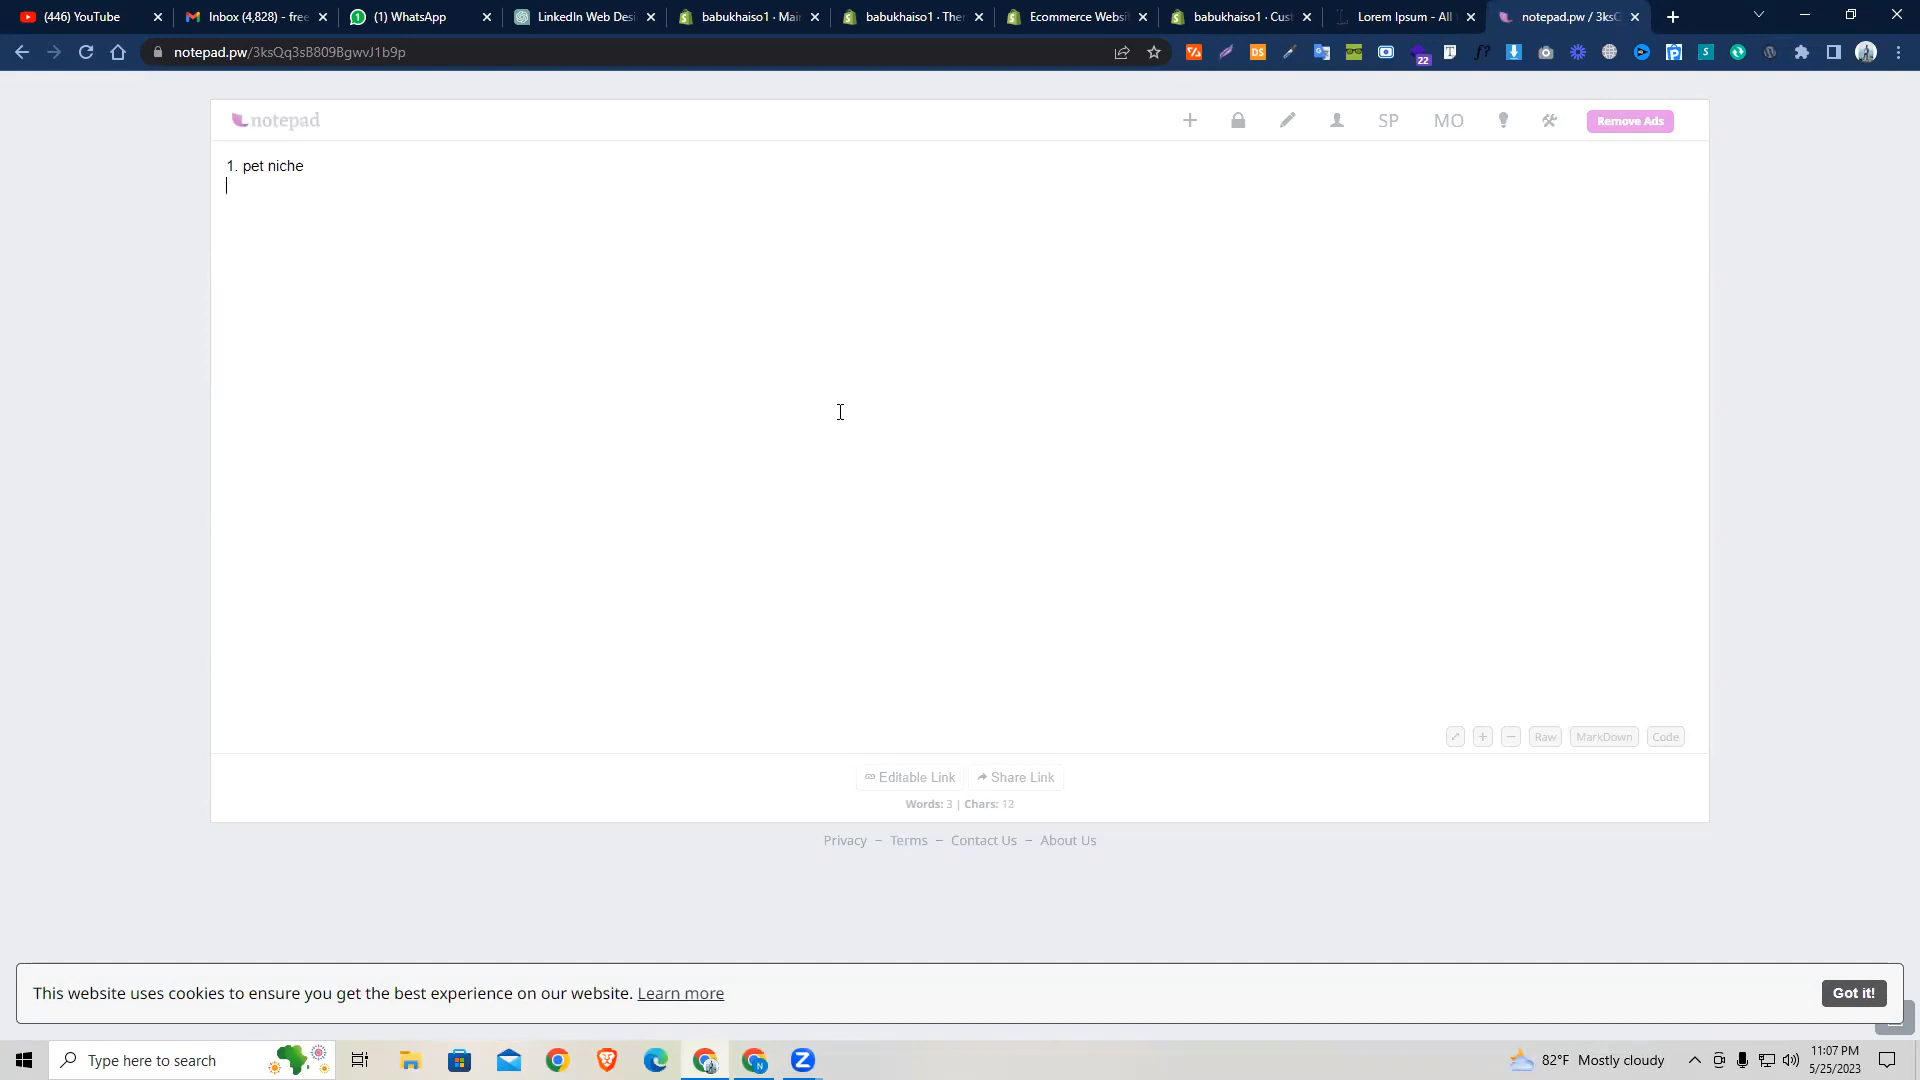 (446) YouTube
Inbox (4,828) - free
(1) WhatsApp
LinkedIn Web Desi
babukhaiso1 · Mai
babukhaiso1 · The
Ecommerce Websi
babukhaiso1 · Cust
Lorem Ipsum - All
notepad.pw / 3ksQ
notepad.pw/3ksQq3sB809BgwvJ1b9p
22
notepad
SP
MO
Remove Ads
1. pet niche
Raw
MarkDown
Code
Editable Link
Share Link
Words: 3 | Chars: 12
Privacy – Terms – Contact Us – About Us
This website uses cookies to ensure you get the best experience on our website. Learn more
Got it!
Type here to search
82°F Mostly cloudy
11:07 PM
5/25/2023